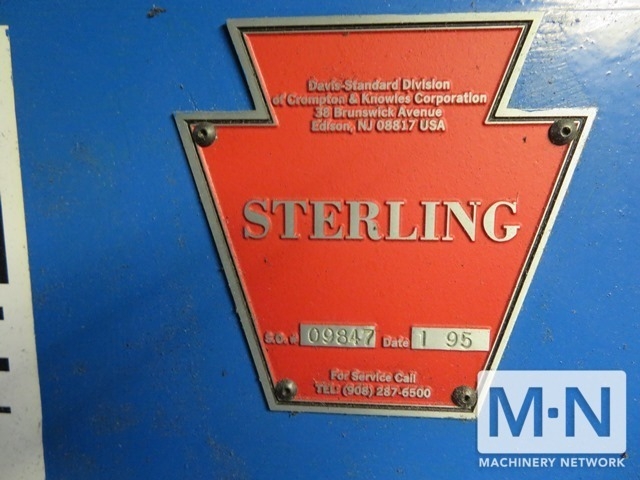 Davis-Standard Division
of Crompton & Knowles Corporation
38 Brunswick Avenue
Edison, NJ 08817 USA
STERLING
S.O. # 09847 Date 1 95
For Service Call
TEL: (908) 287-6500
M·N
MACHINERY NETWORK